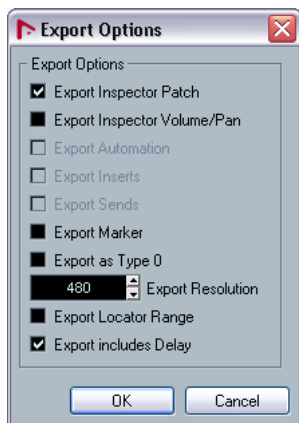 Export Options
Export Options
Export Inspector Patch
Export Inspector Volume/Pan
Export Automation
Export Inserts
Export Sends
Export Marker
Export as Type 0
480 Export Resolution
Export Locator Range
Export includes Delay
OK Cancel